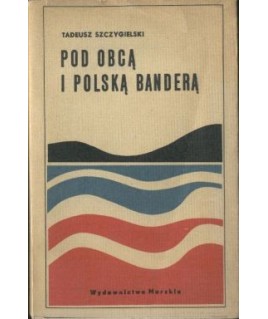 TADEUSZ SZCZYGIELSKI
POD OBCĄ
I POLSKĄ BANDERĄ
Wydawnictwo Morskie